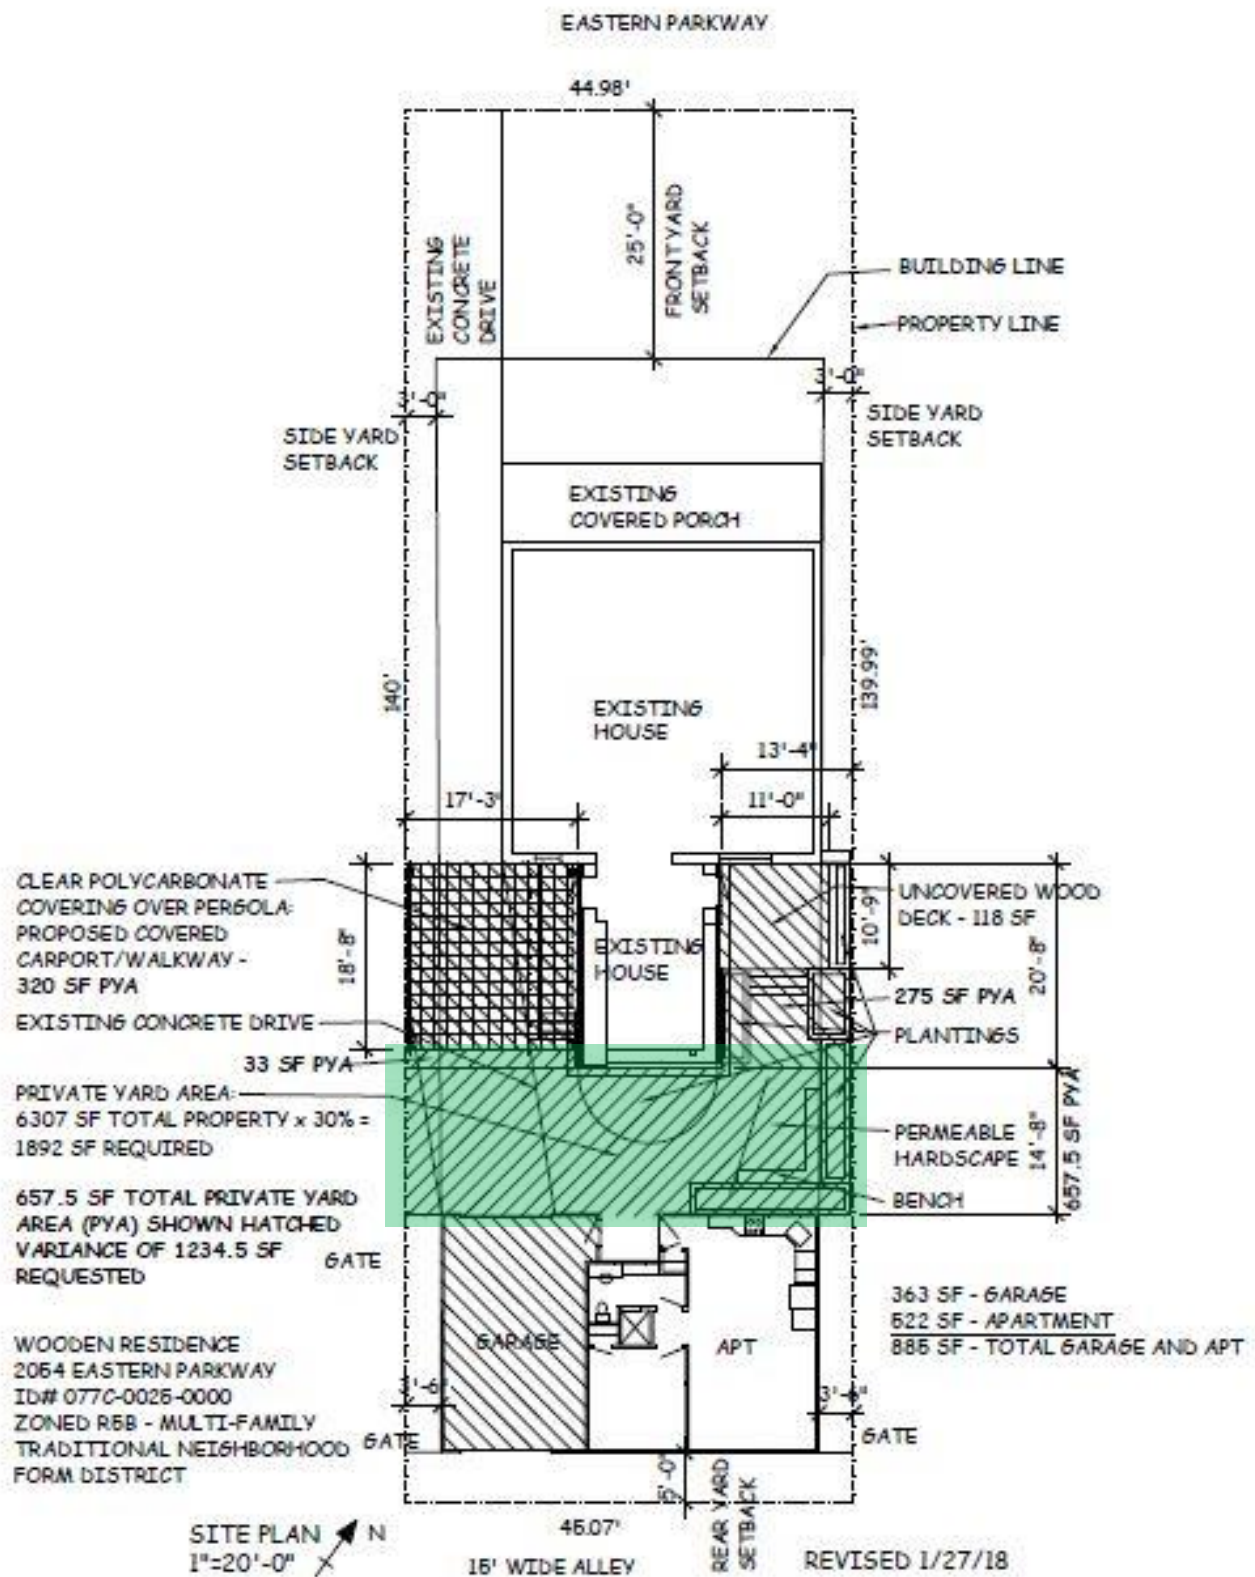 EASTERN PARKWAY
44.98'
25'-0"
FRONT YARD
SETBACK
EXISTING
CONCRETE
DRIVE
BUILDING LINE
PROPERTY LINE
3'-0"
3'-0"
SIDE YARD
SETBACK
SIDE YARD
SETBACK
EXISTING
COVERED PORCH
140'
139.99'
EXISTING
HOUSE
13'-4"
17'-3"
11'-0"
CLEAR POLYCARBONATE
COVERING OVER PERGOLA:
PROPOSED COVERED
CARPORT/WALKWAY -
320 SF PYA
18'-8"
EXISTING
HOUSE
10'-9"
UNCOVERED WOOD
DECK - 118 SF
20'-8"
275 SF PYA
EXISTING CONCRETE DRIVE
PLANTINGS
33 SF PYA
PRIVATE YARD AREA:
6307 SF TOTAL PROPERTY x 30% =
1892 SF REQUIRED
PERMEABLE
HARDSCAPE
14'-8"
657.5 SF PYA
BENCH
657.5 SF TOTAL PRIVATE YARD
AREA (PYA) SHOWN HATCHED
VARIANCE OF 1234.5 SF
REQUESTED
GATE
363 SF - GARAGE
522 SF - APARTMENT
885 SF - TOTAL GARAGE AND APT
GARAGE
APT
WOODEN RESIDENCE
2054 EASTERN PARKWAY
ID# 077C-0025-0000
ZONED R5B - MULTI-FAMILY
TRADITIONAL NEIGHBORHOOD
FORM DISTRICT
3'-6"
3'-6"
GATE
GATE
5'-0"
REAR YARD
SETBACK
SITE PLAN
1"=20'-0"
N
45.07'
15' WIDE ALLEY
REVISED 1/27/18